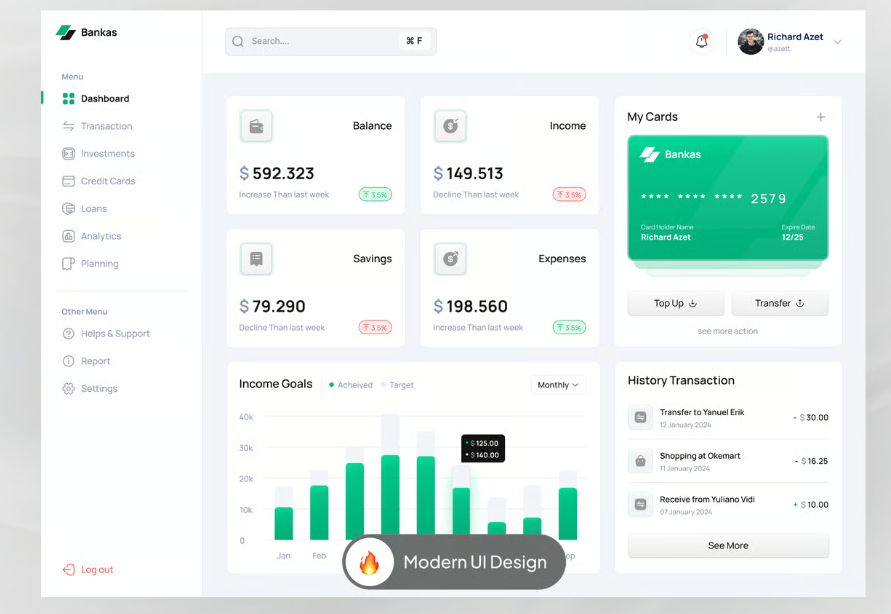 Bankas
Search....
⌘ F
Richard Azet
@azett
Menu
Dashboard
Transaction
Investments
Credit Cards
Loans
Analytics
Planning
Other Menu
Helps & Support
Report
Settings
Log out
Balance
$ 592.323
Increase Than last week
3.5%
Income
$ 149.513
Decline Than last week
3.5%
Savings
$ 79.290
Decline Than last week
3.5%
Expenses
$ 198.560
Increase Than last week
3.5%
My Cards
Bankas
**** **** **** 2579
Card Holder Name
Richard Azet
Expire Date
12/25
Top Up
Transfer
see more action
Income Goals
Acheived
Target
Monthly
40k
30k
20k
10k
0
$ 125.00
$ 140.00
Jan
Feb
Modern UI Design
History Transaction
Transfer to Yanuel Erik
12 January 2024
- $ 30.00
Shopping at Okemart
11 January 2024
- $ 16.25
Receive from Yuliano Vidi
07 January 2024
+ $ 10.00
See More